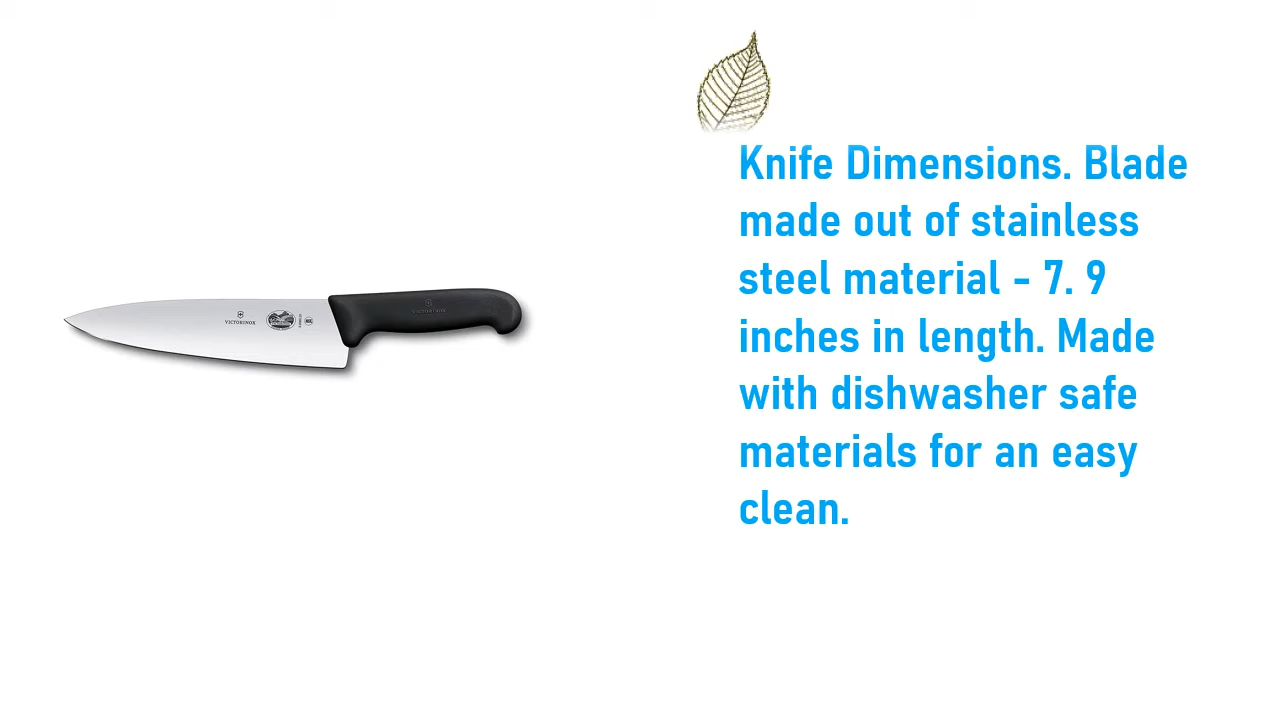 Knife Dimensions. Blade
made out of stainless
steel material - 7. 9
inches in length. Made
with dishwasher safe
materials for an easy
clean.
VICTORINOX